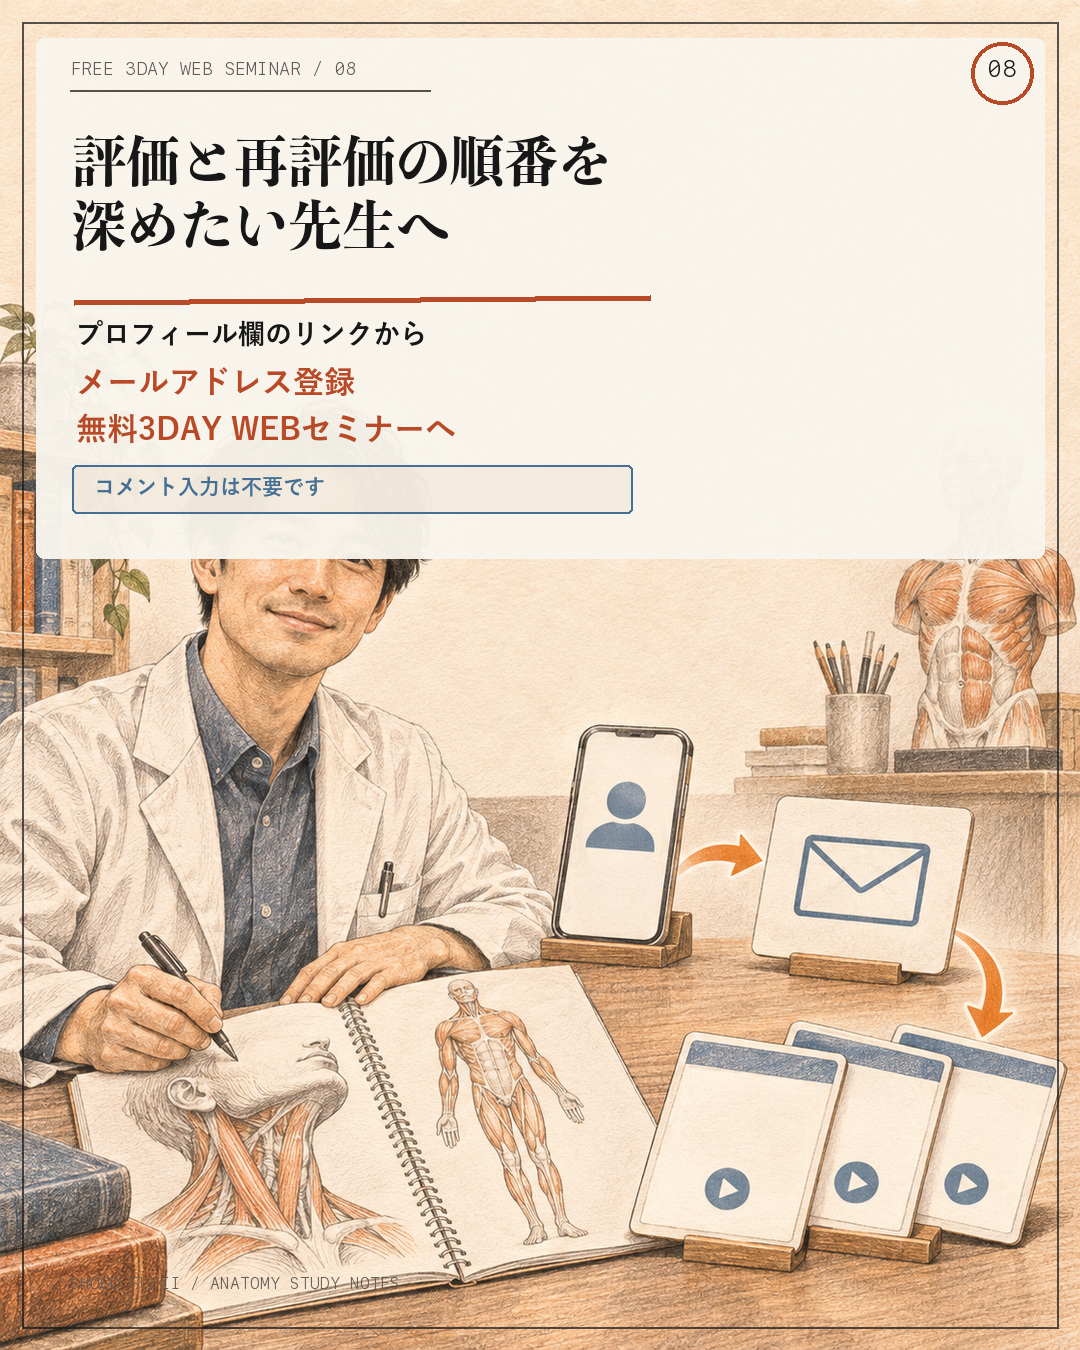 FREE 3DAY WEB SEMINAR / 08
08
評価と再評価の順番を
深めたい先生へ
プロフィール欄のリンクから
メールアドレス登録
無料3DAY WEBセミナーへ
コメント入力は不要です
/ ANATOMY STUDY NOTES